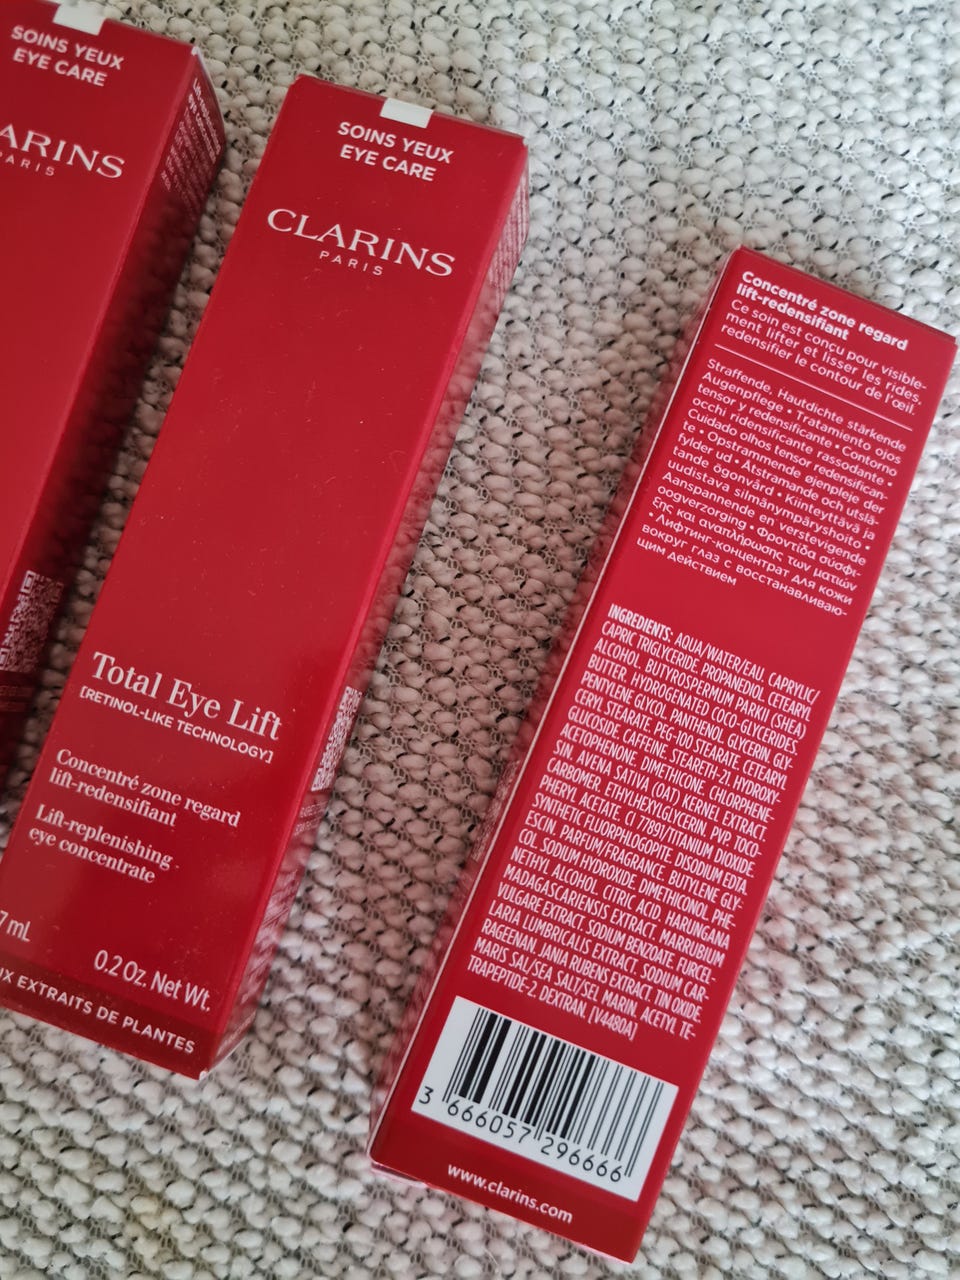 SOINS YEUX
EYE CARE
ARINS
PARIS
SOINS YEUX
EYE CARE
CLARINS
PARIS
Total Eye Lift
[RETINOL-LIKE TECHNOLOGY]
Concentré zone regard
lift-redensifiant
Lift-replenishing
eye concentrate
7 mL
0.2 Oz. Net Wt.
X EXTRAITS DE PLANTES
Concentré zone regard
lift-redensifiant
Ce soin est conçu pour visible-
ment lifter et lisser les rides,
redensifier le contour de l'œil.
Straffende, Hautdichte stärkende
Augenpflege • Tratamiento ojos
tensor y redensificante • Contorno
occhi ridensificante rassodante •
Cuidado olhos tensor redensifican-
te • Opstrammende øjenpleje der
fylder ud • Åtstramande och utslä-
tande ögonvård • Kiinteyttävä ja
uudistava silmänympäryshoito •
Aanspannende en verstevigende
oogverzorging • Φροντίδα σύσφι-
ξης και αναπλήρωσης των ματιών
• Лифтинг-концентрат для кожи
вокруг глаз с восстанавливаю-
щим действием
INGREDIENTS: AQUA/WATER/EAU. CAPRYLIC/
CAPRIC TRIGLYCERIDE. PROPANEDIOL. CETEARYL
ALCOHOL. BUTYROSPERMUM PARKII (SHEA)
BUTTER. HYDROGENATED COCO-GLYCERIDES.
PENTYLENE GLYCOL. PANTHENOL. GLYCERIN. GLY-
CERYL STEARATE. PEG-100 STEARATE. CETEARYL
GLUCOSIDE. CAFFEINE. STEARETH-21. HYDROXY-
ACETOPHENONE. DIMETHICONE. CHLORPHENE-
SIN. AVENA SATIVA (OAT) KERNEL EXTRACT.
CARBOMER. ETHYLHEXYLGLYCERIN. PVP. TOCO-
PHERYL ACETATE. CI 77891/TITANIUM DIOXIDE.
SYNTHETIC FLUORPHLOGOPITE. DISODIUM EDTA.
ESCIN. PARFUM/FRAGRANCE. BUTYLENE GLY-
COL. SODIUM HYDROXIDE. DIMETHICONOL. PHE-
NETHYL ALCOHOL. CITRIC ACID. HARUNGANA
MADAGASCARIENSIS EXTRACT. MARRUBIUM
VULGARE EXTRACT. SODIUM BENZOATE. FURCEL-
LARIA LUMBRICALIS EXTRACT. SODIUM CAR-
RAGEENAN. JANIA RUBENS EXTRACT. TIN OXIDE.
MARIS SAL/SEA SALT/SEL MARIN. ACETYL TE-
TRAPEPTIDE-2. DEXTRAN. [V4480A]
3 666057 296666
www.clarins.com